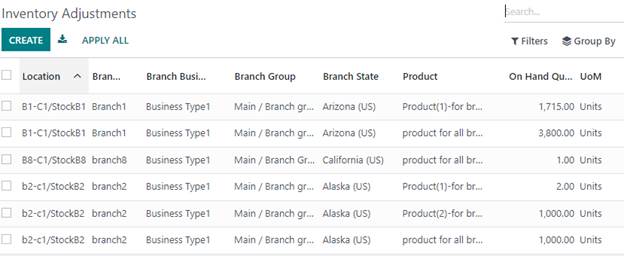 Inventory Adjustments
Search...
CREATE APPLY ALL Filters Group By
Location Bran... Branch Busi... Branch Group Branch State Product On Hand Qu... UoM
B1-C1/StockB1 Branch1 Business Type1 Main / Branch gr... Arizona (US) Product(1)-for br... 1,715.00 Units
B1-C1/StockB1 Branch1 Business Type1 Main / Branch gr... Arizona (US) product for all br... 3,800.00 Units
B8-C1/StockB8 branch8 Business Type1 Main / Branch Gr... California (US) product for all br... 1.00 Units
b2-c1/StockB2 branch2 Business Type1 Main / Branch gr... Alaska (US) Product(1)-for br... 2.00 Units
b2-c1/StockB2 branch2 Business Type1 Main / Branch gr... Alaska (US) Product(2)-for br... 1,000.00 Units
b2-c1/StockB2 branch2 Business Type1 Main / Branch gr... Alaska (US) product for all br... 1,000.00 Units